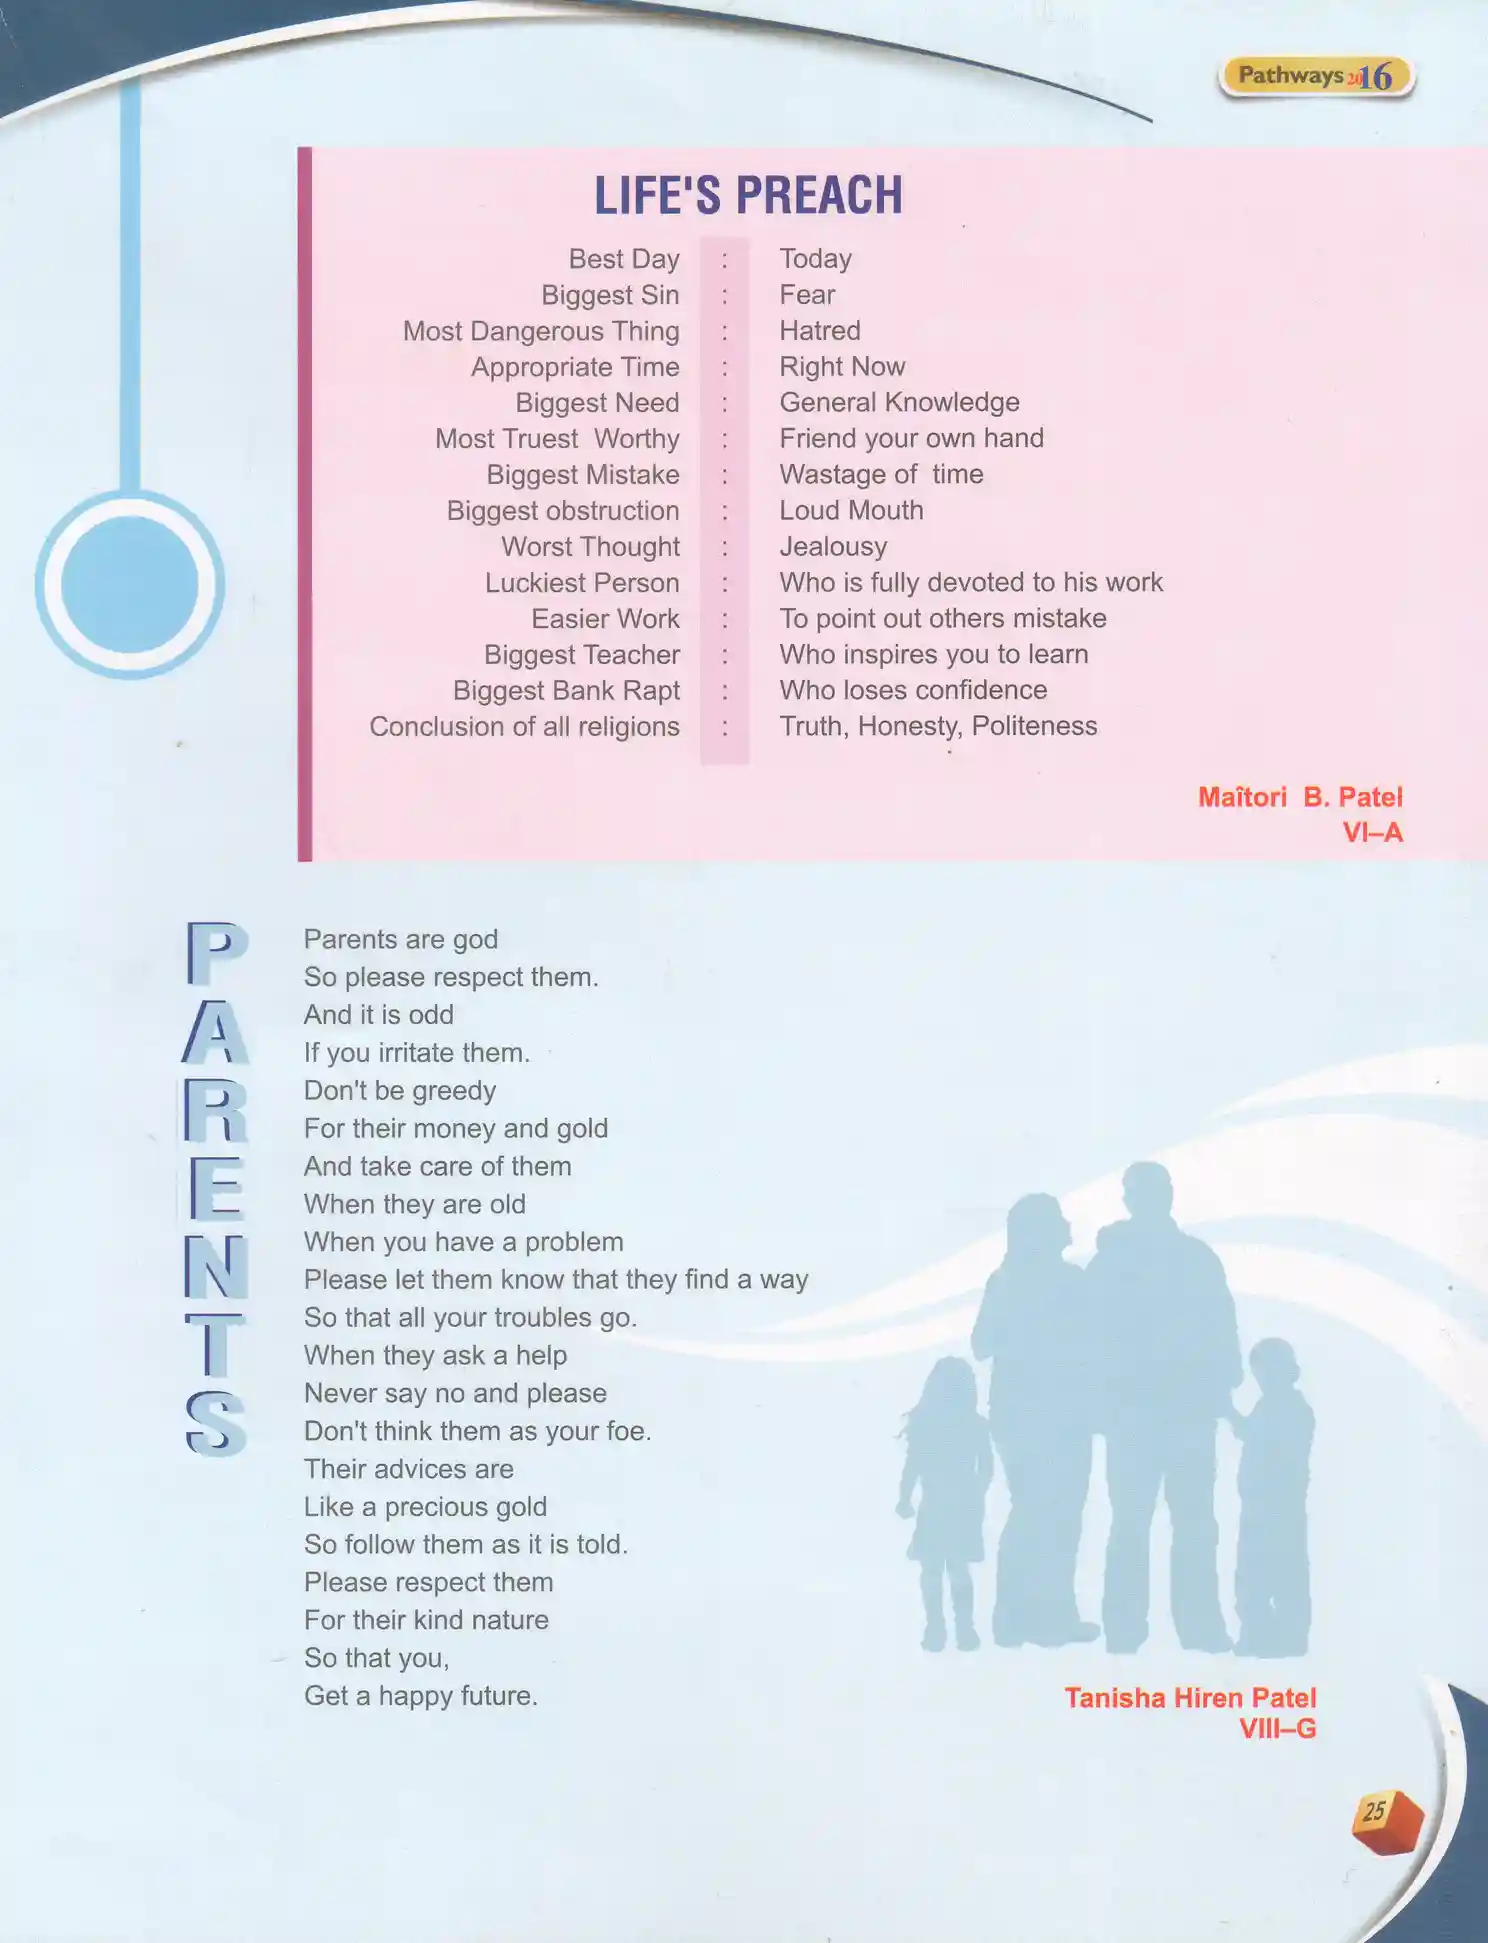 Pathways 2016
LIFE'S PREACH
Best Day : Today
Biggest Sin : Fear
Most Dangerous Thing : Hatred
Appropriate Time : Right Now
Biggest Need : General Knowledge
Most Truest Worthy : Friend your own hand
Biggest Mistake : Wastage of time
Biggest obstruction : Loud Mouth
Worst Thought : Jealousy
Luckiest Person : Who is fully devoted to his work
Easier Work : To point out others mistake
Biggest Teacher : Who inspires you to learn
Biggest Bank Rapt : Who loses confidence
Conclusion of all religions : Truth, Honesty, Politeness
Maîtori B. Patel
VI–A
PARENTS
Parents are god
So please respect them.
And it is odd
If you irritate them.
Don't be greedy
For their money and gold
And take care of them
When they are old
When you have a problem
Please let them know that they find a way
So that all your troubles go.
When they ask a help
Never say no and please
Don't think them as your foe.
Their advices are
Like a precious gold
So follow them as it is told.
Please respect them
For their kind nature
So that you,
Get a happy future.
Tanisha Hiren Patel
VIII–G
25